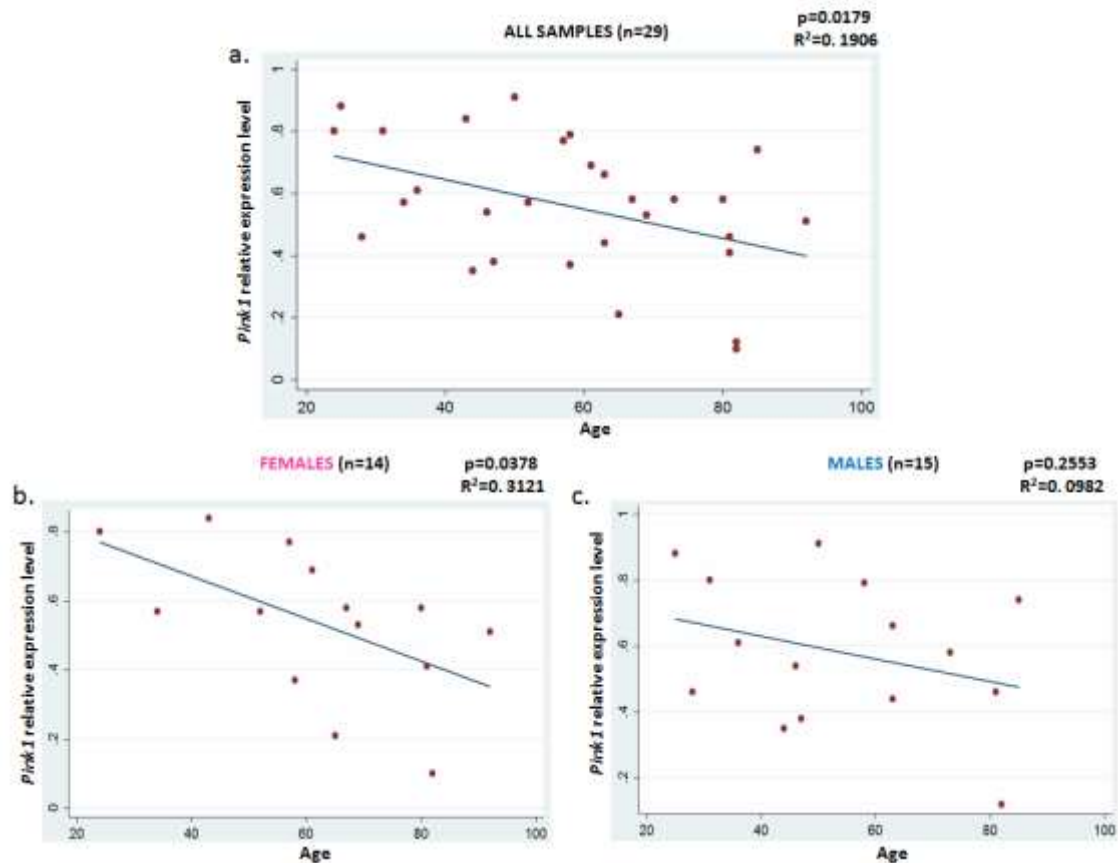 ALL SAMPLES (n=29)
p=0.0179
R²=0.1906
a.
Pink1 relative expression level
1
.8
.6
.4
.2
0
20 40 60 80 100
Age
FEMALES (n=14)
p=0.0378
R²=0.3121
b.
Pink1 relative expression level
.8
.6
.4
.2
0
20 40 60 80 100
Age
MALES (n=15)
p=0.2553
R²=0.0982
c.
Pink1 relative expression level
1
.8
.6
.4
.2
20 40 60 80 100
Age